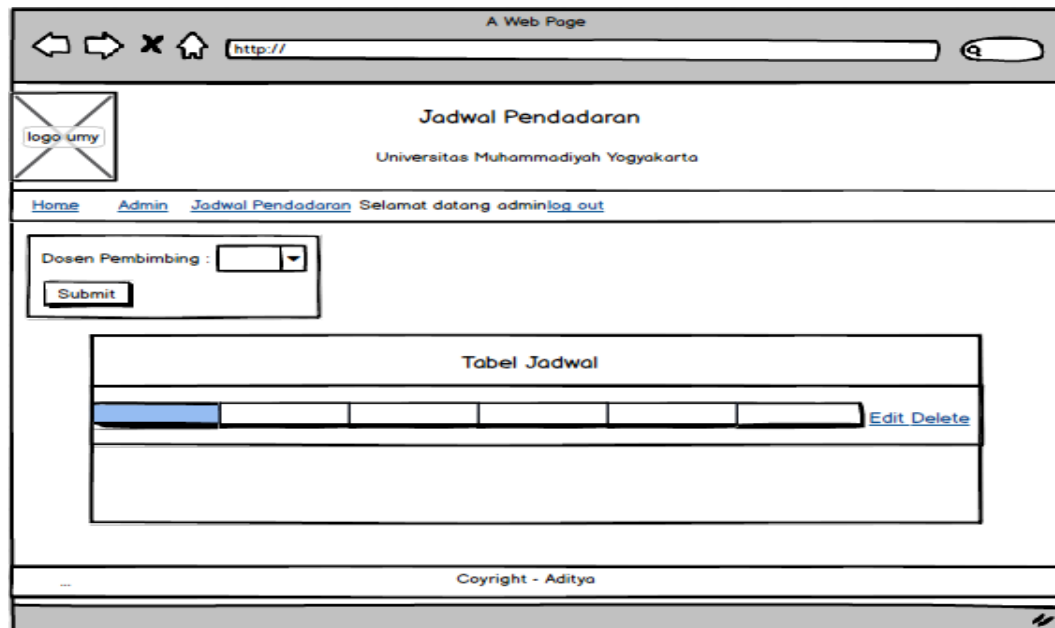 A Web Page
http://
logo umy
Jadwal Pendadaran
Universitas Muhammadiyah Yogyakarta
Home Admin Jadwal Pendadaran Selamat datang adminlog out
Dosen Pembimbing :
Submit
Tabel Jadwal
Edit Delete
... Coyright - Aditya